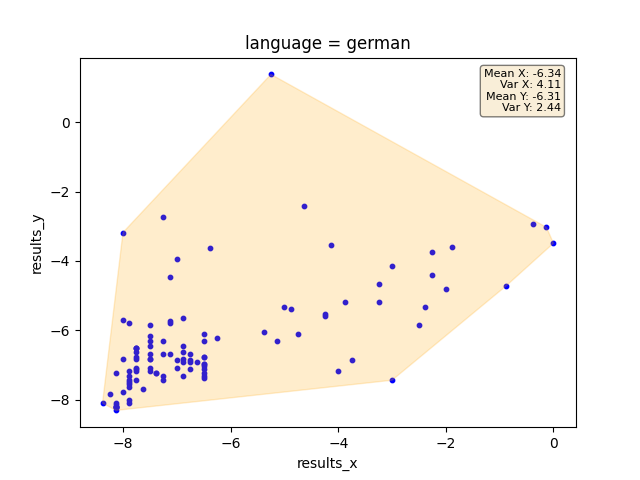 language = german
Mean X: -6.34
Var X: 4.11
Mean Y: -6.31
Var Y: 2.44
results_y
0
−2
−4
−6
−8
−8 −6 −4 −2 0
results_x